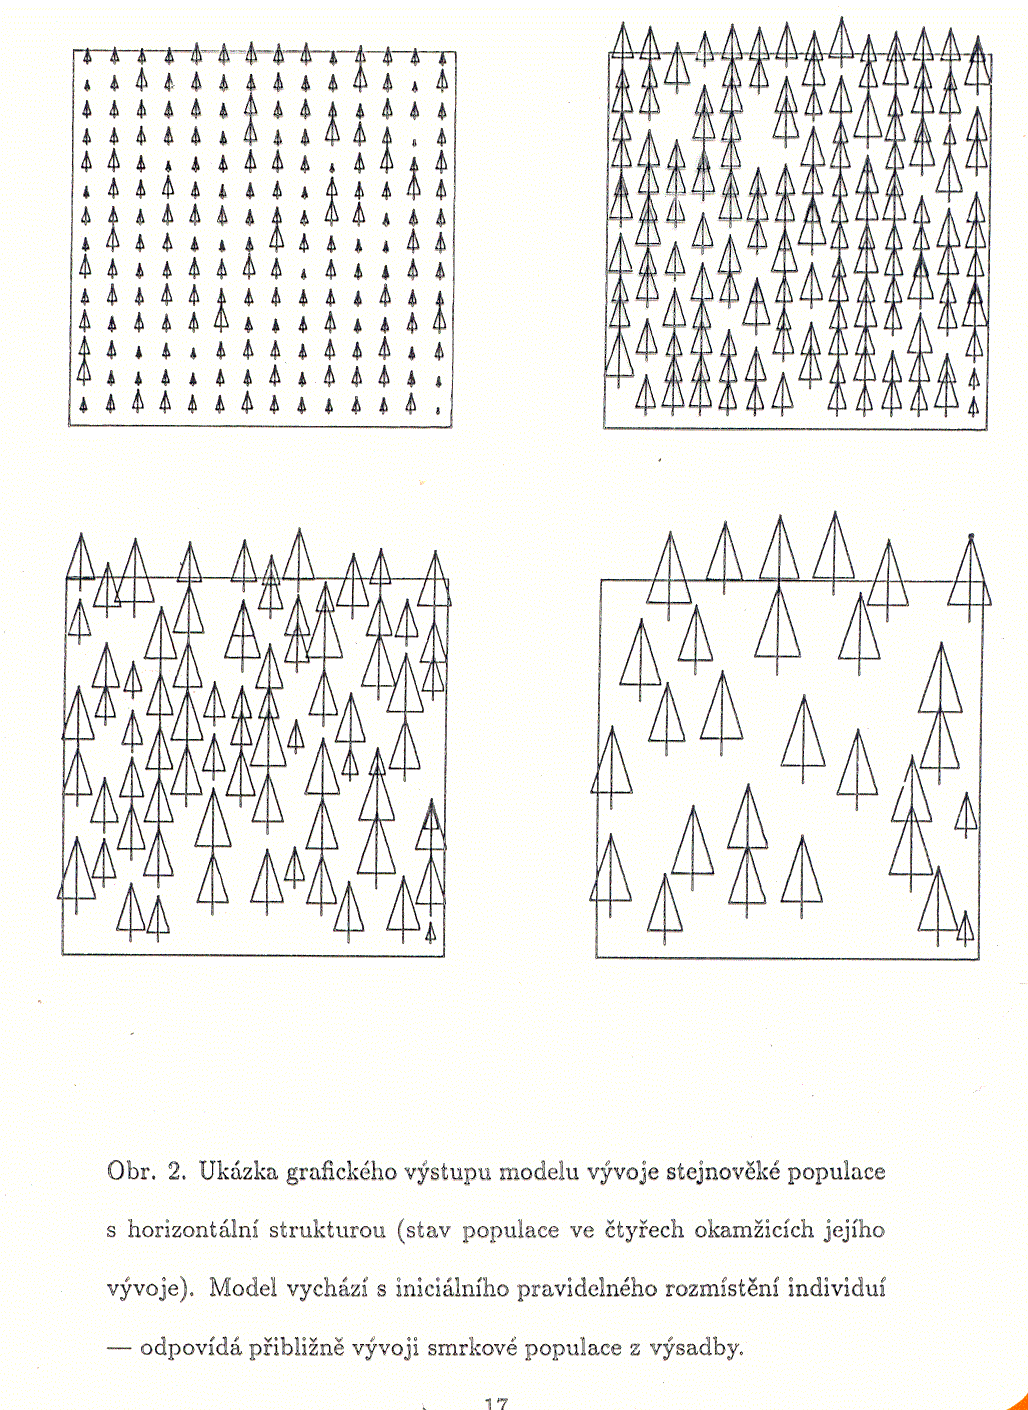 Obr. 2. Ukázka grafického výstupu modelu vývoje stejnověké populace
s horizontální strukturou (stav populace ve čtyřech okamžicích jejího
vývoje). Model vychází s iniciálního pravidelného rozmístění individuí
— odpovídá přibližně vývoji smrkové populace z výsadby.
17